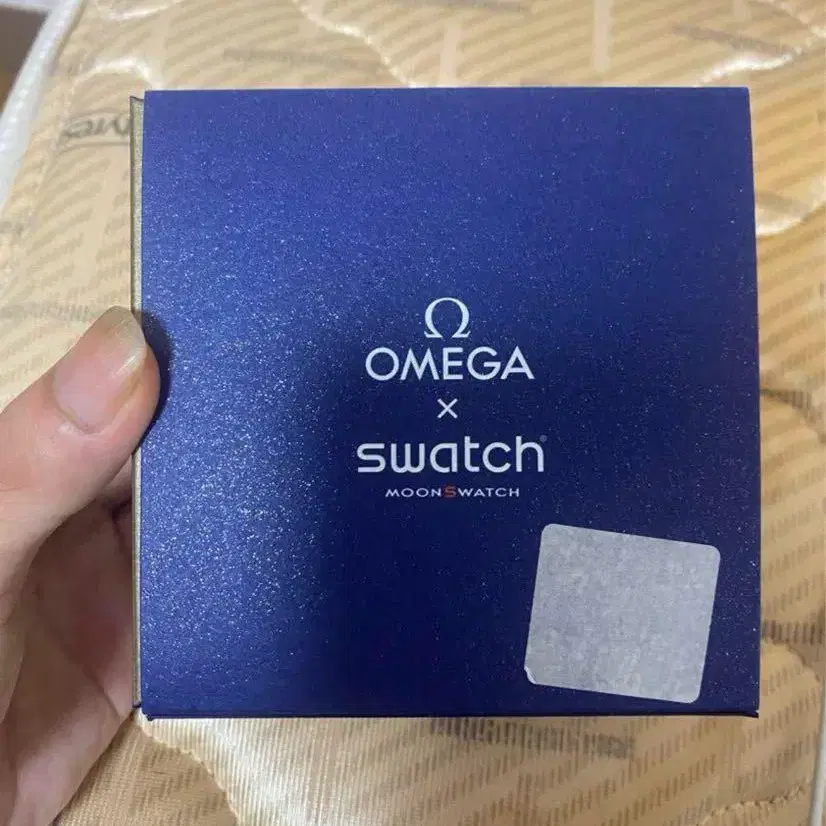 Ω
OMEGA
×
swatch®
MOONSWATCH